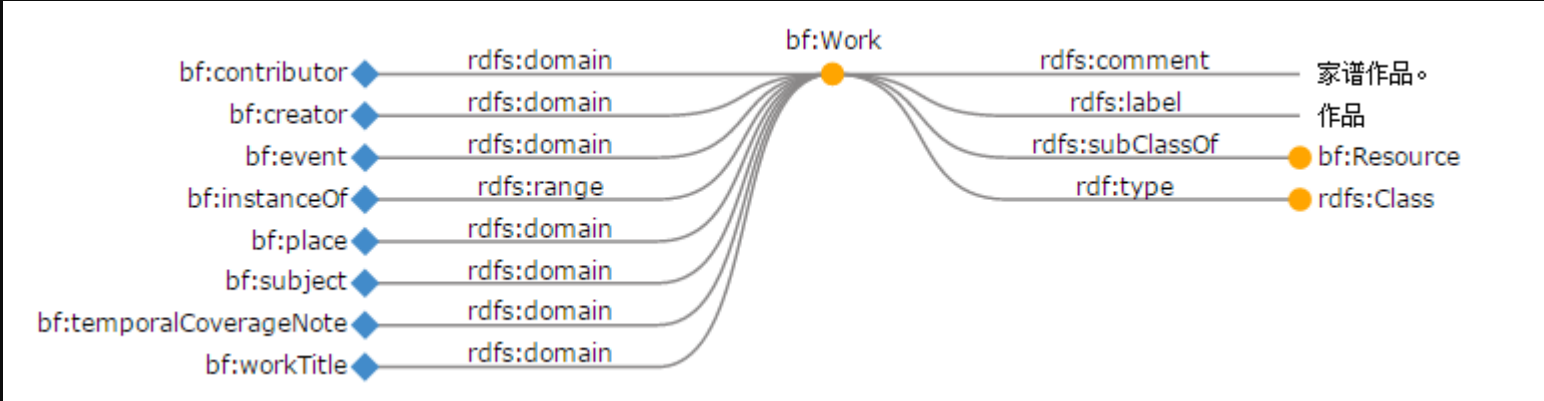 bf:Work
bf:contributor rdfs:domain rdfs:comment 家谱作品。
bf:creator rdfs:domain rdfs:label 作品
bf:event rdfs:domain rdfs:subClassOf bf:Resource
bf:instanceOf rdfs:range rdf:type rdfs:Class
bf:place rdfs:domain
bf:subject rdfs:domain
bf:temporalCoverageNote rdfs:domain
bf:workTitle rdfs:domain